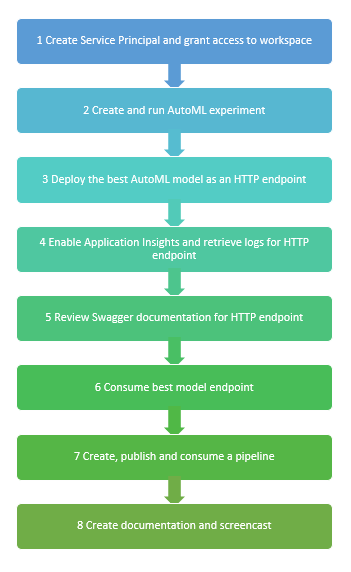 1 Create Service Principal and grant access to workspace
2 Create and run AutoML experiment
3 Deploy the best AutoML model as an HTTP endpoint
4 Enable Application Insights and retrieve logs for HTTP
endpoint
5 Review Swagger documentation for HTTP endpoint
6 Consume best model endpoint
7 Create, publish and consume a pipeline
8 Create documentation and screencast